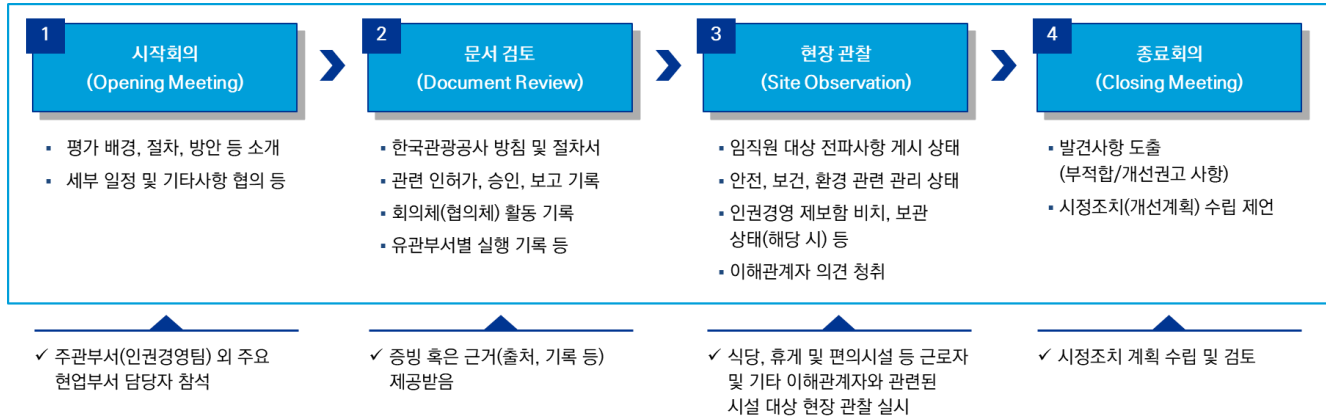 1
시작회의
(Opening Meeting)
▪ 평가 배경, 절차, 방안 등 소개
▪ 세부 일정 및 기타사항 협의 등
✓ 주관부서(인권경영팀) 외 주요
현업부서 담당자 참석
2
문서 검토
(Document Review)
▪ 한국관광공사 방침 및 절차서
▪ 관련 인허가, 승인, 보고 기록
▪ 회의체(협의체) 활동 기록
▪ 유관부서별 실행 기록 등
✓ 증빙 혹은 근거(출처, 기록 등)
제공받음
3
현장 관찰
(Site Observation)
▪ 임직원 대상 전파사항 게시 상태
▪ 안전, 보건, 환경 관련 관리 상태
▪ 인권경영 제보함 비치, 보관
상태(해당 시) 등
▪ 이해관계자 의견 청취
✓ 식당, 휴게 및 편의시설 등 근로자
및 기타 이해관계자와 관련된
시설 대상 현장 관찰 실시
4
종료회의
(Closing Meeting)
▪ 발견사항 도출
(부적합/개선권고 사항)
▪ 시정조치(개선계획) 수립 제언
✓ 시정조치 계획 수립 및 검토